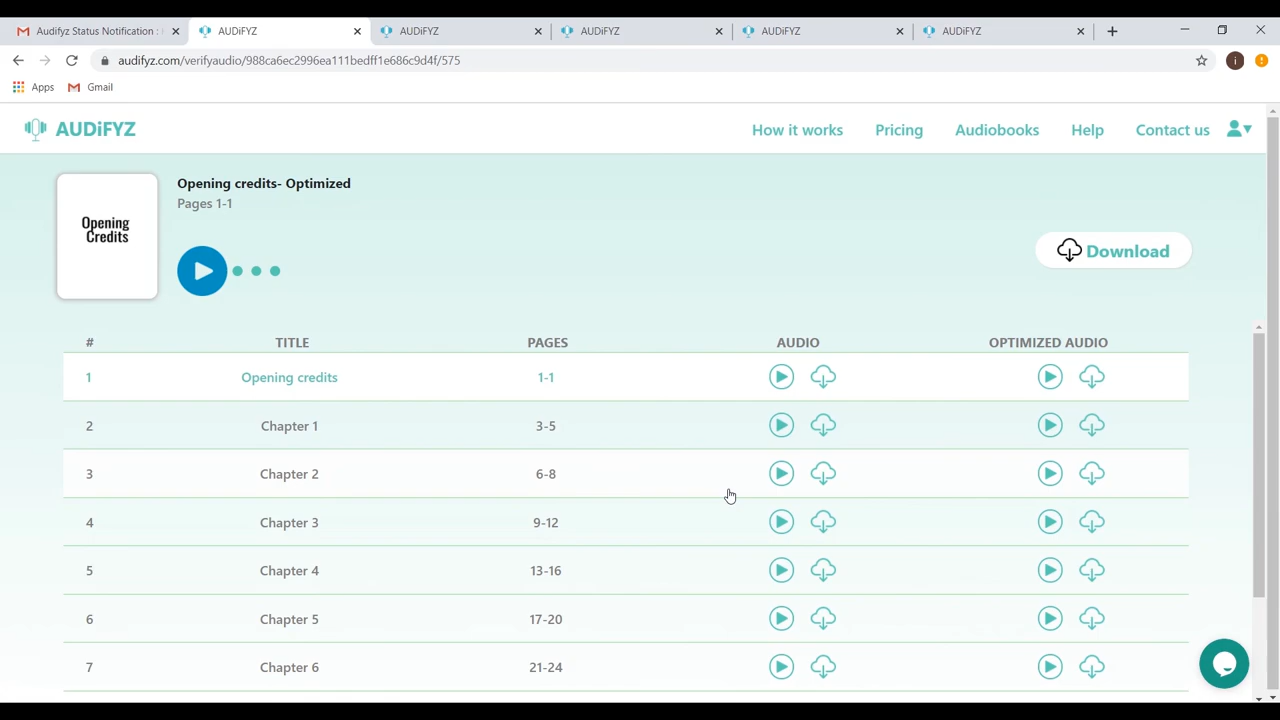 Audifyz Status Notification :
AUDiFYZ
AUDiFYZ
AUDiFYZ
AUDiFYZ
AUDiFYZ
audifyz.com/verifyaudio/988ca6ec2996ea111bedff1e686c9d4f/575
i
Apps
Gmail
AUDiFYZ
How it works
Pricing
Audiobooks
Help
Contact us
Opening
Credits
Opening credits- Optimized
Pages 1-1
Download
# TITLE PAGES AUDIO OPTIMIZED AUDIO
1 Opening credits 1-1
2 Chapter 1 3-5
3 Chapter 2 6-8
4 Chapter 3 9-12
5 Chapter 4 13-16
6 Chapter 5 17-20
7 Chapter 6 21-24